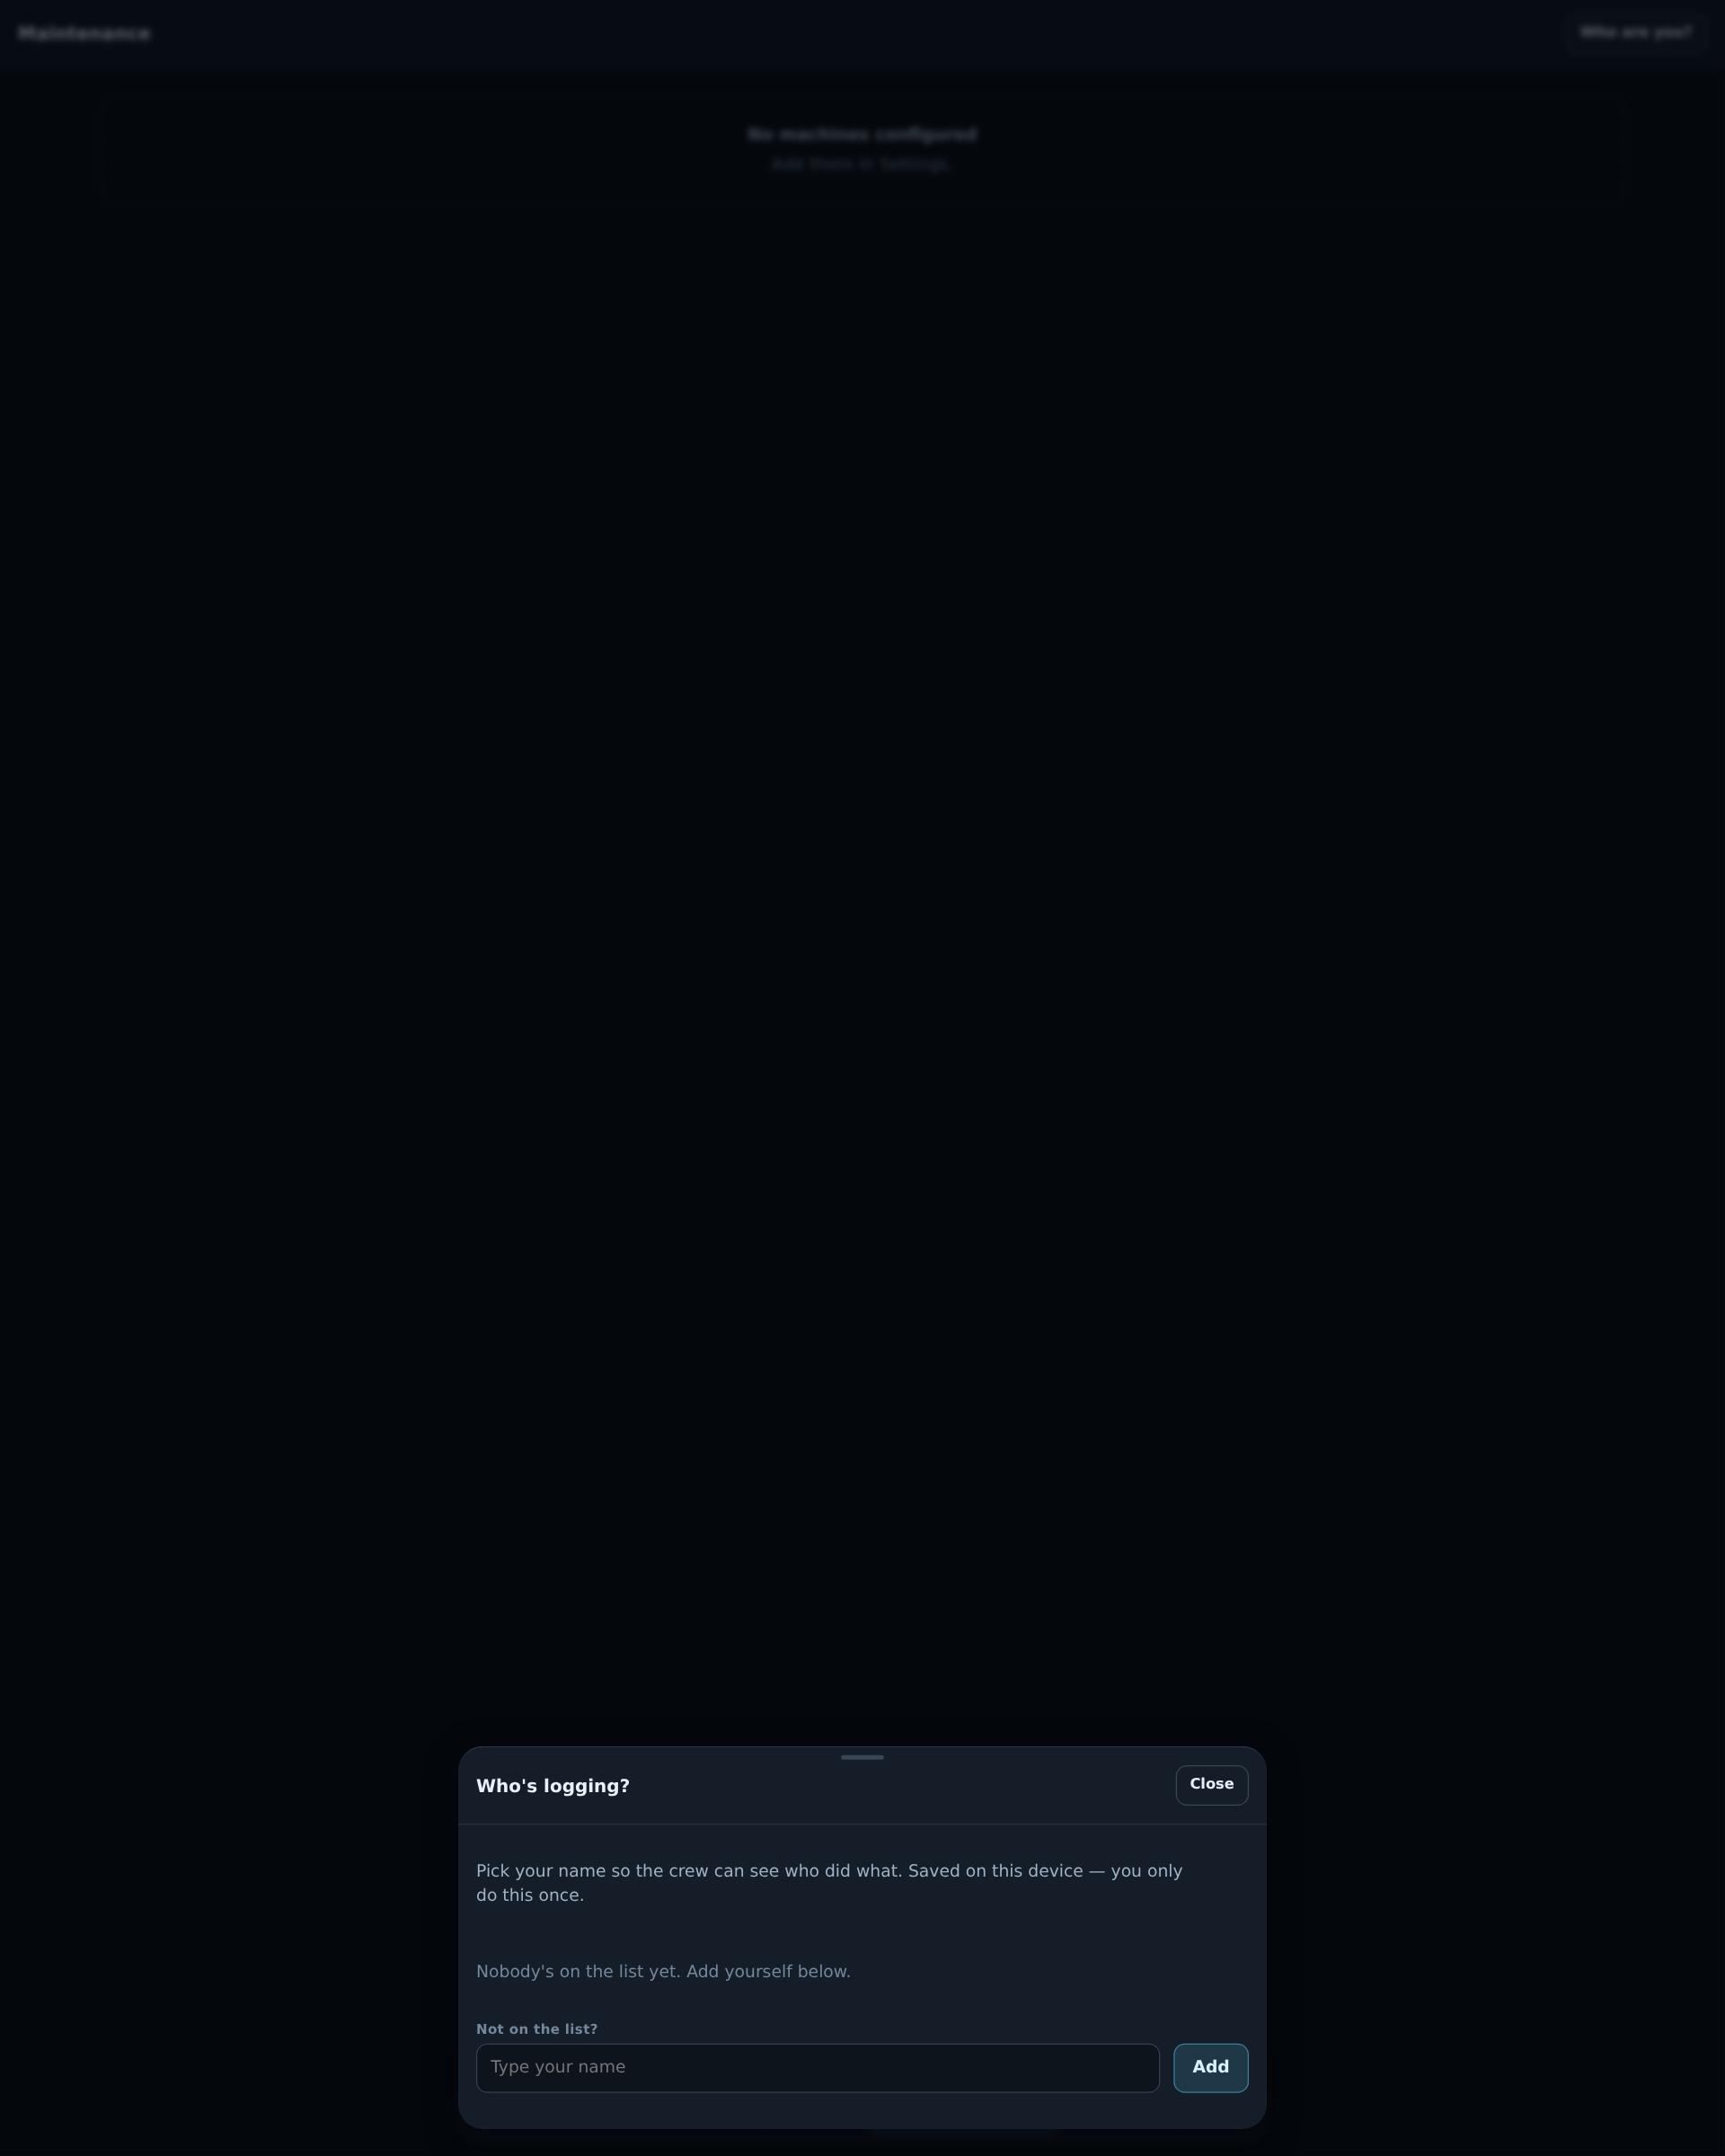 Maintenance
Who are you?
No machines configured
Add them in Settings.
Who's logging?
Close
Pick your name so the crew can see who did what. Saved on this device — you only
do this once.
Nobody's on the list yet. Add yourself below.
Not on the list?
Type your name
Add